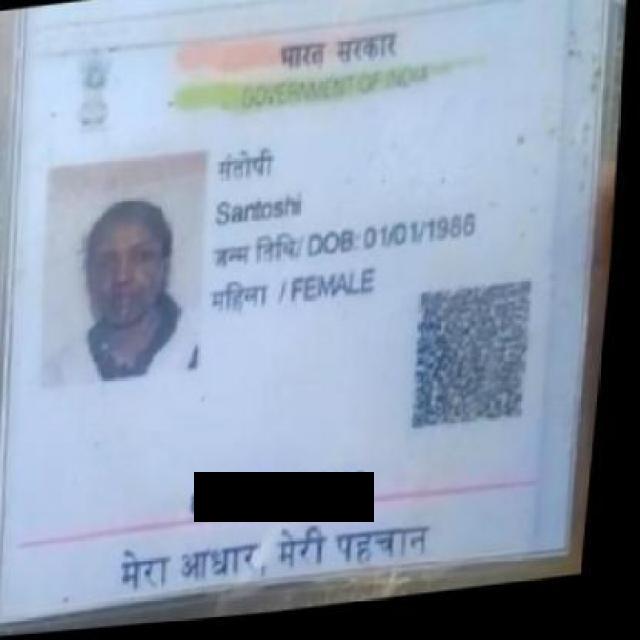 भारत सरकार
GOVERNMENT OF INDIA
संतोषी
Santoshi
जन्म तिथि/ DOB: 01/01/1986
महिला / FEMALE
मेरा आधार, मेरी पहचान